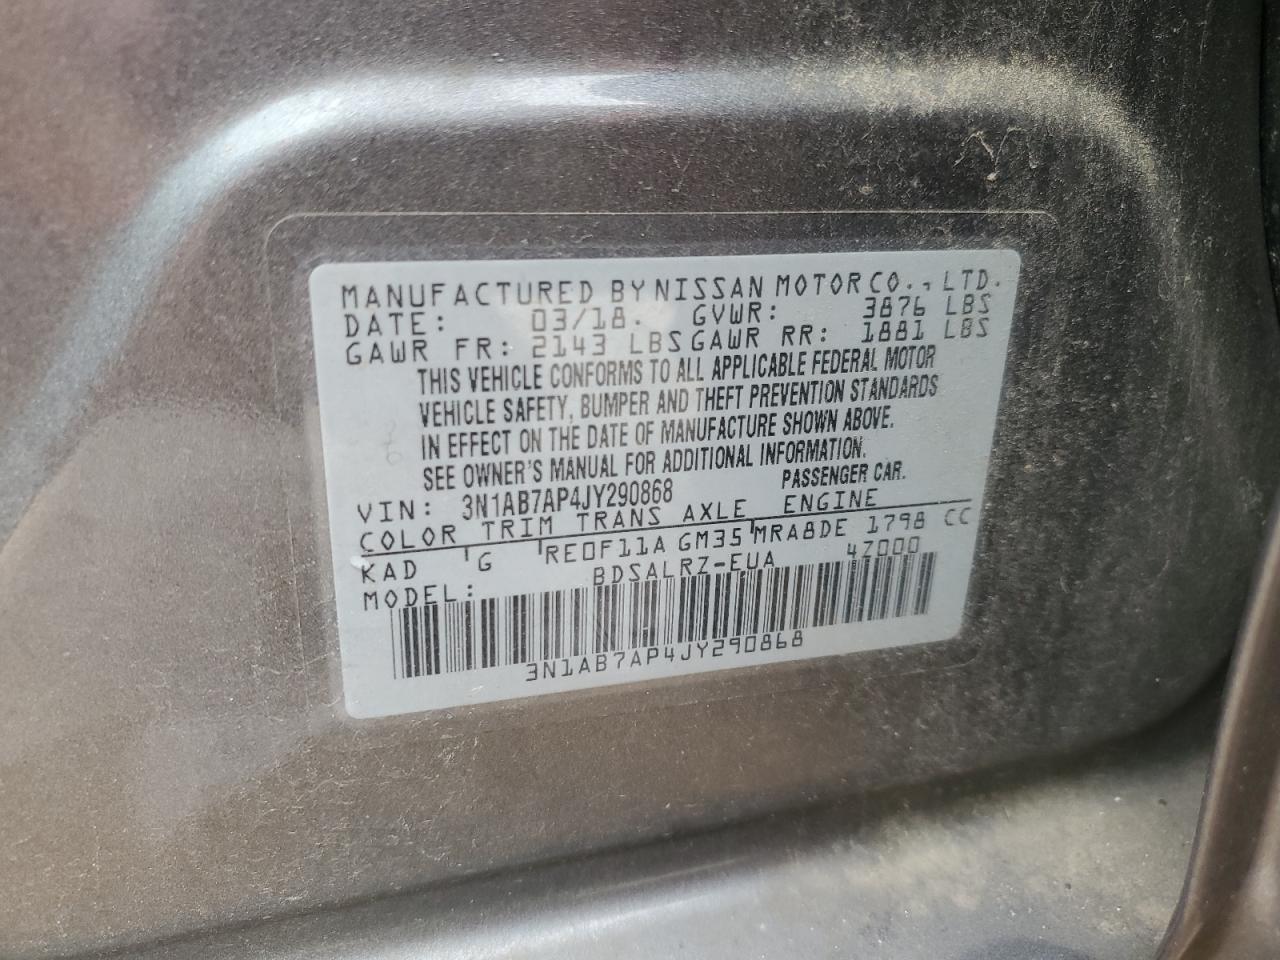 MANUFACTURED BY NISSAN MOTOR CO., LTD.
DATE: 03/18. GVWR: 3876 LBS
GAWR FR: 2143 LBS GAWR RR: 1881 LBS
THIS VEHICLE CONFORMS TO ALL APPLICABLE FEDERAL MOTOR
VEHICLE SAFETY, BUMPER AND THEFT PREVENTION STANDARDS
IN EFFECT ON THE DATE OF MANUFACTURE SHOWN ABOVE.
SEE OWNER'S MANUAL FOR ADDITIONAL INFORMATION.
VIN: 3N1AB7AP4JY290868 PASSENGER CAR.
COLOR TRIM TRANS AXLE ENGINE
KAD G RE0F11A GM35 MRA8DE 1798 CC
MODEL: BDSALRZ-EUA 47000
3N1AB7AP4JY290868